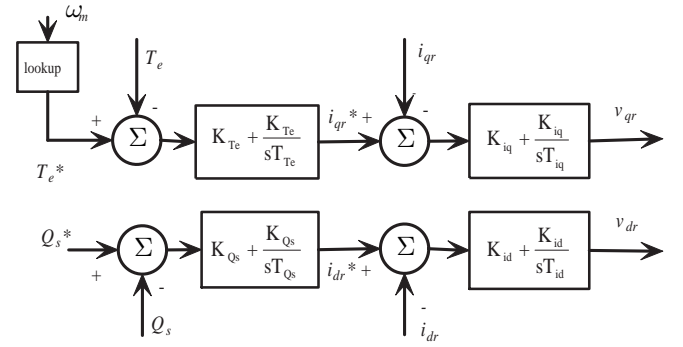 ω_m
lookup
T_e
i_qr
-
+
Σ
K_Te + K_Te / sT_Te
i_qr* +
-
Σ
K_iq + K_iq / sT_iq
v_qr
T_e*
Q_s*
+
Σ
-
Q_s
K_Qs + K_Qs / sT_Qs
i_dr* +
Σ
-
i_dr
K_id + K_id / sT_id
v_dr